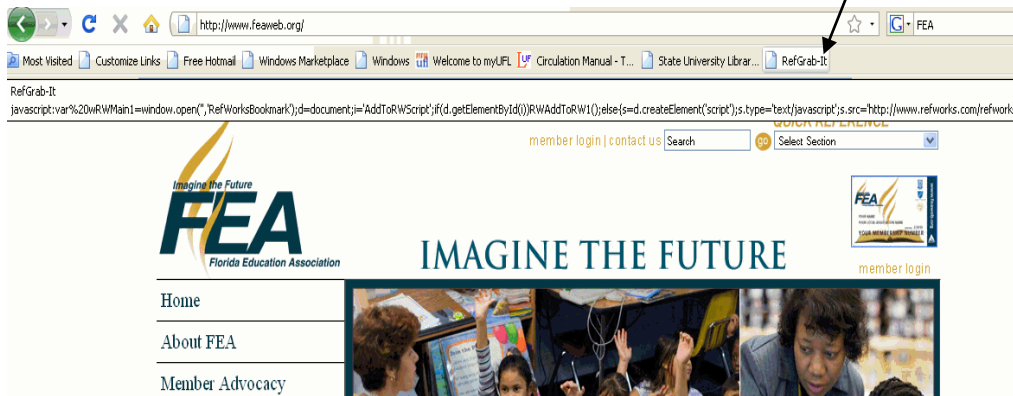 http://www.feaweb.org/
FEA
Most Visited Customize Links Free Hotmail Windows Marketplace Windows Welcome to myUFL Circulation Manual - T... State University Librar... RefGrab-It
RefGrab-It
javascript:var%20wRWMain1=window.open('','RefWorksBookmark');d=document;i='AddToRWScript';if(d.getElementById(i))RWAddToRW1();else{s=d.createElement('script');s.type='text/javascript';s.src='http://www.refworks.com/refworks
QUICK REFERENCE
member login | contact us Search go Select Section
Imagine the Future
FEA
Florida Education Association
IMAGINE THE FUTURE
FEA
YOUR MEMBERSHIP NUMBER
member login
Home
About FEA
Member Advocacy